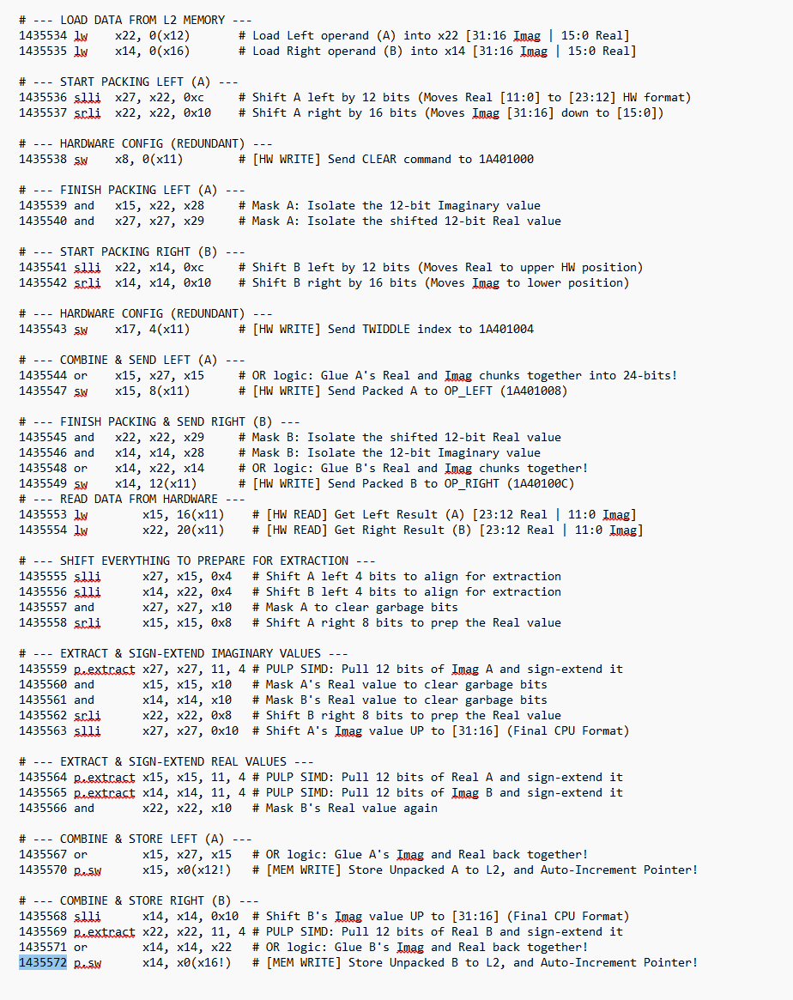 # --- LOAD DATA FROM L2 MEMORY ---
1435534 lw    x22, 0(x12)       # Load Left operand (A) into x22 [31:16 Imag | 15:0 Real]
1435535 lw    x14, 0(x16)       # Load Right operand (B) into x14 [31:16 Imag | 15:0 Real]
# --- START PACKING LEFT (A) ---
1435536 slli  x27, x22, 0xc     # Shift A left by 12 bits (Moves Real [11:0] to [23:12] HW format)
1435537 srli  x22, x22, 0x10    # Shift A right by 16 bits (Moves Imag [31:16] down to [15:0])
# --- HARDWARE CONFIG (REDUNDANT) ---
1435538 sw    x8, 0(x11)        # [HW WRITE] Send CLEAR command to 1A401000
# --- FINISH PACKING LEFT (A) ---
1435539 and   x15, x22, x28     # Mask A: Isolate the 12-bit Imaginary value
1435540 and   x27, x27, x29     # Mask A: Isolate the shifted 12-bit Real value
# --- START PACKING RIGHT (B) ---
1435541 slli  x22, x14, 0xc     # Shift B left by 12 bits (Moves Real to upper HW position)
1435542 srli  x14, x14, 0x10    # Shift B right by 16 bits (Moves Imag to lower position)
# --- HARDWARE CONFIG (REDUNDANT) ---
1435543 sw    x17, 4(x11)       # [HW WRITE] Send TWIDDLE index to 1A401004
# --- COMBINE & SEND LEFT (A) ---
1435544 or    x15, x27, x15     # OR logic: Glue A's Real and Imag chunks together into 24-bits!
1435547 sw    x15, 8(x11)       # [HW WRITE] Send Packed A to OP_LEFT (1A401008)
# --- FINISH PACKING & SEND RIGHT (B) ---
1435545 and   x22, x22, x29     # Mask B: Isolate the shifted 12-bit Real value
1435546 and   x14, x14, x28     # Mask B: Isolate the 12-bit Imaginary value
1435548 or    x14, x22, x14     # OR logic: Glue B's Real and Imag chunks together!
1435549 sw    x14, 12(x11)      # [HW WRITE] Send Packed B to OP_RIGHT (1A40100C)
# --- READ DATA FROM HARDWARE ---
1435553 lw        x15, 16(x11)    # [HW READ] Get Left Result (A) [23:12 Real | 11:0 Imag]
1435554 lw        x22, 20(x11)    # [HW READ] Get Right Result (B) [23:12 Real | 11:0 Imag]
# --- SHIFT EVERYTHING TO PREPARE FOR EXTRACTION ---
1435555 slli      x27, x15, 0x4   # Shift A left 4 bits to align for extraction
1435556 slli      x14, x22, 0x4   # Shift B left 4 bits to align for extraction
1435557 and       x27, x27, x10   # Mask A to clear garbage bits
1435558 srli      x15, x15, 0x8   # Shift A right 8 bits to prep the Real value
# --- EXTRACT & SIGN-EXTEND IMAGINARY VALUES ---
1435559 p.extract x27, x27, 11, 4 # PULP SIMD: Pull 12 bits of Imag A and sign-extend it
1435560 and       x15, x15, x10   # Mask A's Real value to clear garbage bits
1435561 and       x14, x14, x10   # Mask B's Real value to clear garbage bits
1435562 srli      x22, x22, 0x8   # Shift B right 8 bits to prep the Real value
1435563 slli      x27, x27, 0x10  # Shift A's Imag value UP to [31:16] (Final CPU Format)
# --- EXTRACT & SIGN-EXTEND REAL VALUES ---
1435564 p.extract x15, x15, 11, 4 # PULP SIMD: Pull 12 bits of Real A and sign-extend it
1435565 p.extract x14, x14, 11, 4 # PULP SIMD: Pull 12 bits of Imag B and sign-extend it
1435566 and       x22, x22, x10   # Mask B's Real value again
# --- COMBINE & STORE LEFT (A) ---
1435567 or        x15, x27, x15   # OR logic: Glue A's Imag and Real back together!
1435570 p.sw      x15, x0(x12!)   # [MEM WRITE] Store Unpacked A to L2, and Auto-Increment Pointer!
# --- COMBINE & STORE RIGHT (B) ---
1435568 slli      x14, x14, 0x10  # Shift B's Imag value UP to [31:16] (Final CPU Format)
1435569 p.extract x22, x22, 11, 4 # PULP SIMD: Pull 12 bits of Real B and sign-extend it
1435571 or        x14, x14, x22   # OR logic: Glue B's Imag and Real back together!
1435572 p.sw      x14, x0(x16!)   # [MEM WRITE] Store Unpacked B to L2, and Auto-Increment Pointer!